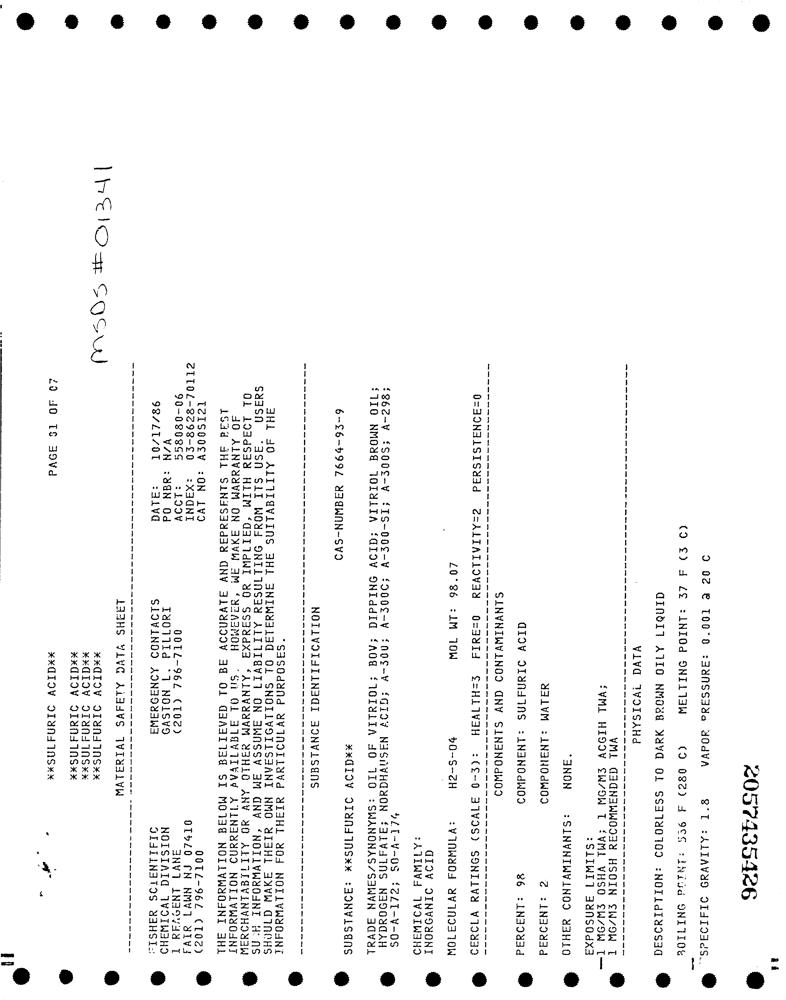 **SULFURIC ACID** PAGE 01 OF 07
**SULFURIC ACID**
**SULFURIC ACID**
**SULFURIC ACID**
MSDS #01341
MATERIAL SAFETY DATA SHEET
FISHER SCIENTIFIC EMERGENCY CONTACTS DATE: 10/17/86
CHEMICAL DIVISION GASTON L. PILLORI PO NBR: N/A
1 REAGENT LANE (201) 796-7100 ACCT: 558080-06
FAIR LAWN NJ 07410 INDEX: 03-8628-70112
(201) 796-7100 CAT NO: A300SI21
THE INFORMATION BELOW IS BELIEVED TO BE ACCURATE AND REPRESENTS THE BEST
INFORMATION CURRENTLY AVAILABLE TO US. HOWEVER, WE MAKE NO WARRANTY OF
MERCHANTABILITY OR ANY OTHER WARRANTY, EXPRESS OR IMPLIED, WITH RESPECT TO
SUCH INFORMATION, AND WE ASSUME NO LIABILITY RESULTING FROM ITS USE. USERS
SHOULD MAKE THEIR OWN INVESTIGATIONS TO DETERMINE THE SUITABILITY OF THE
INFORMATION FOR THEIR PARTICULAR PURPOSES.
SUBSTANCE IDENTIFICATION
CAS-NUMBER 7664-93-9
SUBSTANCE: **SULFURIC ACID**
TRADE NAMES/SYNONYMS: OIL OF VITRIOL; BOV; DIPPING ACID; VITRIOL BROWN OIL;
HYDROGEN SULFATE; NORDHAUSEN ACID; A-300; A-300C; A-300-SI; A-300S; A-298;
SO-A-172; SO-A-174
CHEMICAL FAMILY:
INORGANIC ACID
MOLECULAR FORMULA: H2-S-O4 MOL WT: 98.07
CERCLA RATINGS (SCALE 0-3): HEALTH=3 FIRE=0 REACTIVITY=2 PERSISTENCE=0
COMPONENTS AND CONTAMINANTS
PERCENT: 98 COMPONENT: SULFURIC ACID
PERCENT: 2 COMPONENT: WATER
OTHER CONTAMINANTS: NONE.
EXPOSURE LIMITS:
1 MG/M3 OSHA TWA; 1 MG/M3 ACGIH TWA;
1 MG/M3 NIOSH RECOMMENDED TWA
PHYSICAL DATA
DESCRIPTION: COLORLESS TO DARK BROWN OILY LIQUID
BOILING POINT: 536 F (280 C) MELTING POINT: 37 F (3 C)
SPECIFIC GRAVITY: 1.8 VAPOR PRESSURE: 0.001 @ 20 C
2057435426